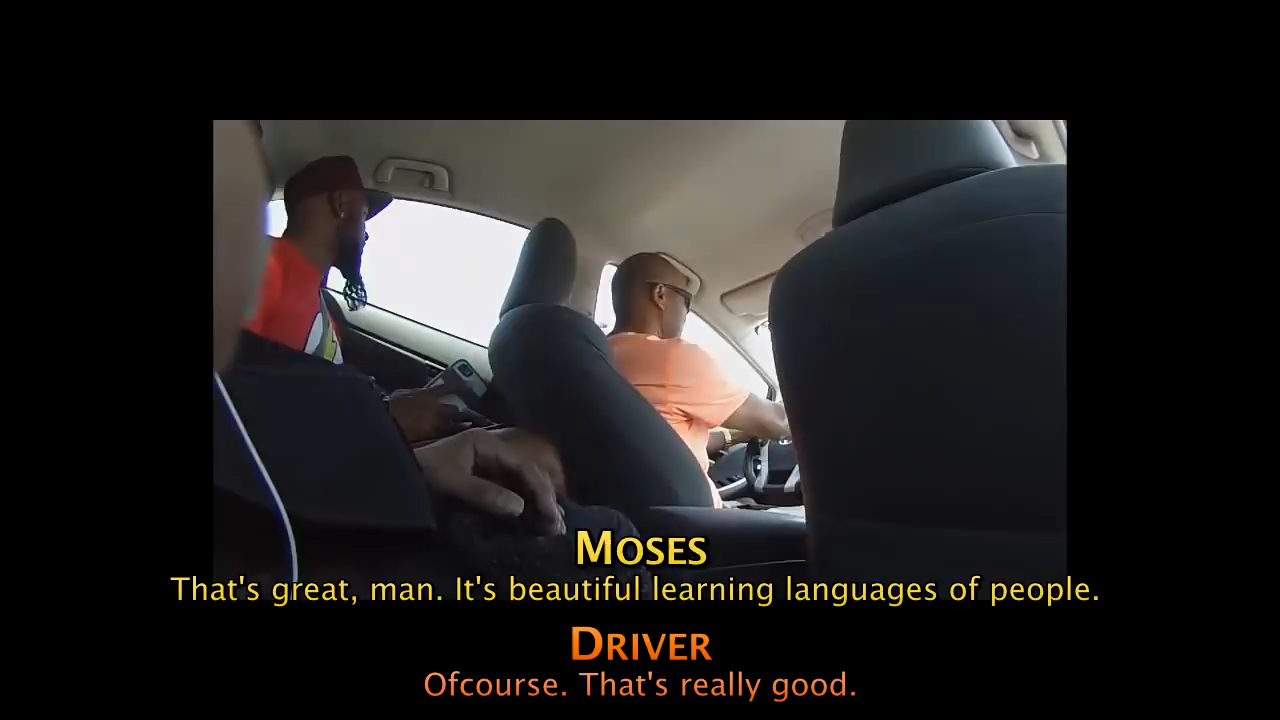 MOSES
That's great, man. It's beautiful learning languages of people.
DRIVER
Ofcourse. That's really good.